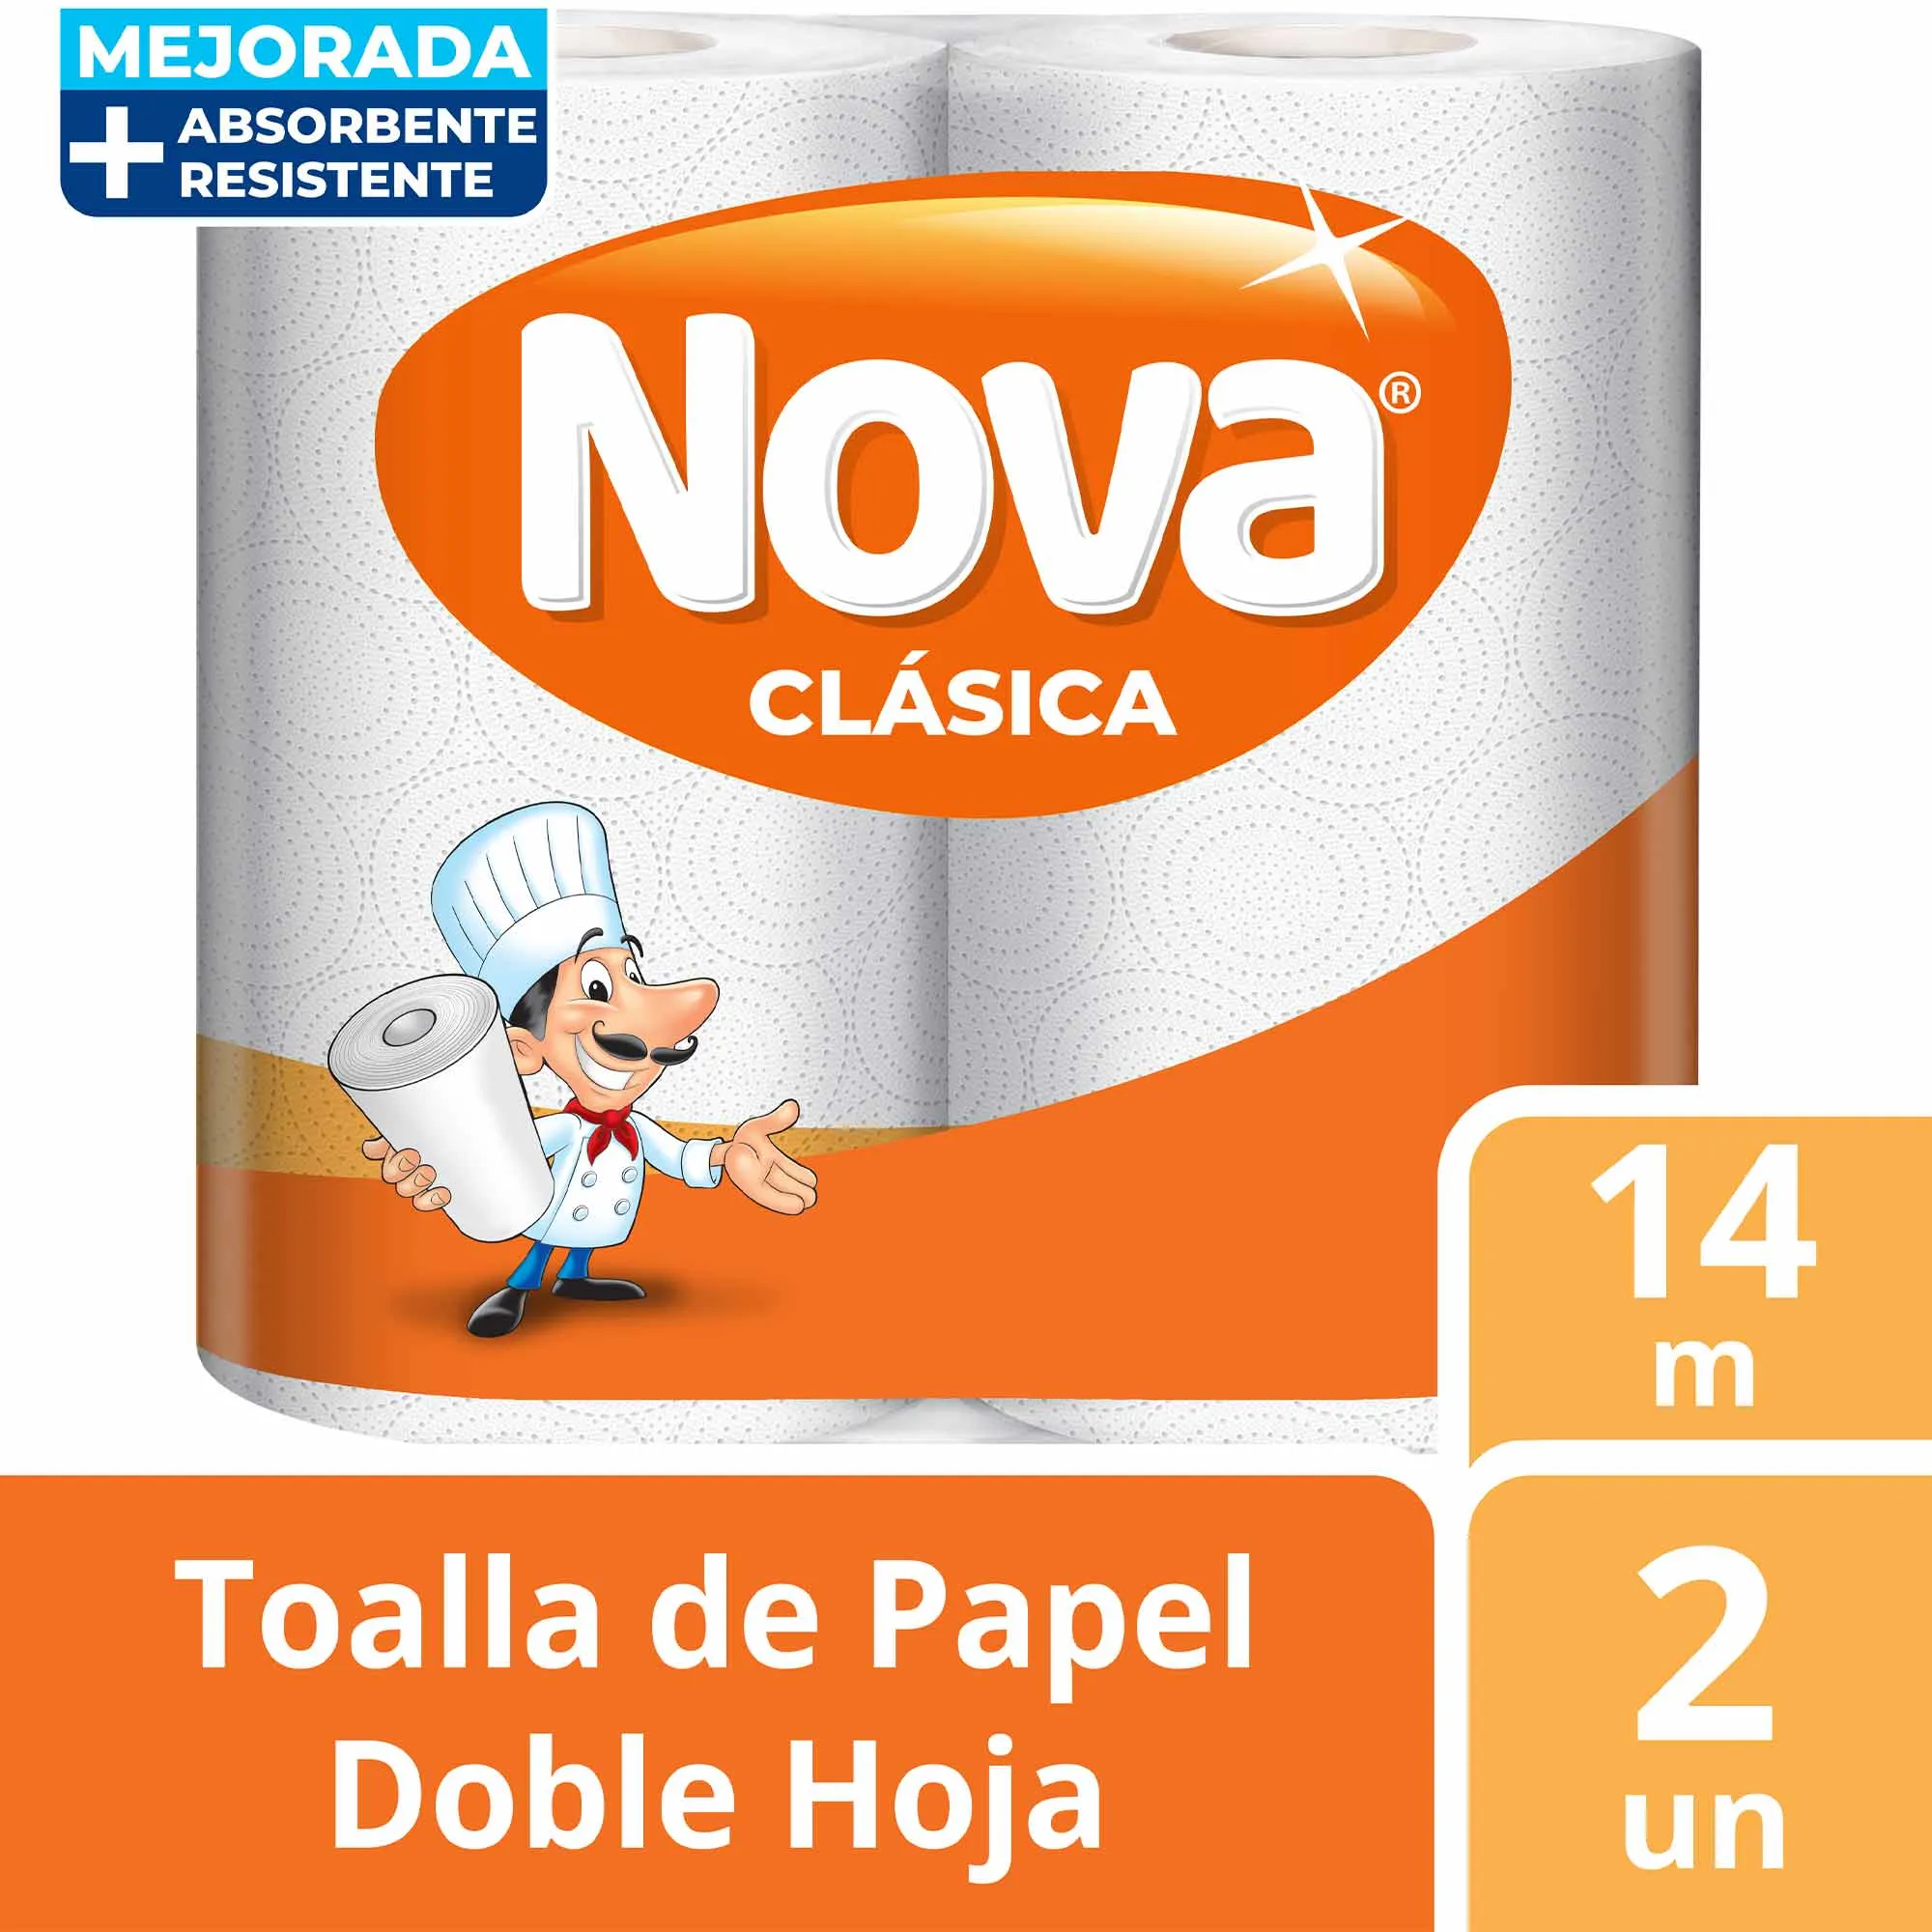 MEJORADA
+ ABSORBENTE
RESISTENTE
Nova®
CLÁSICA
14
m
Toalla de Papel
Doble Hoja
2
un